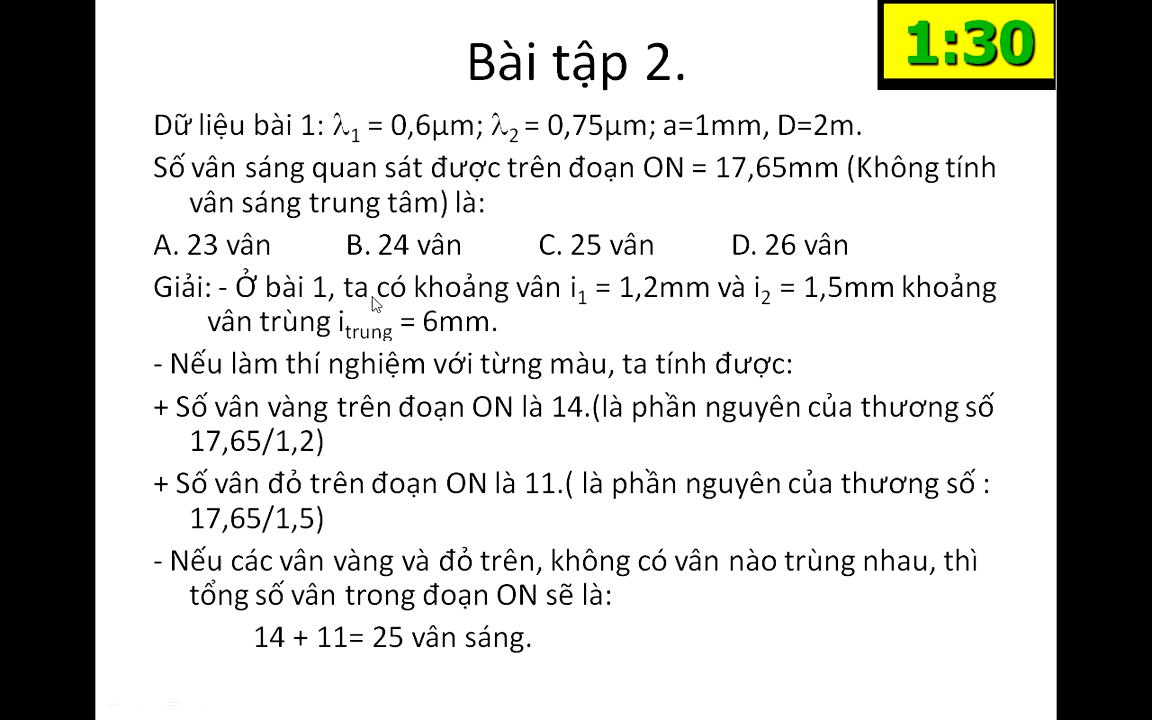 1:30
Bài tập 2.
Dữ liệu bài 1: λ1 = 0,6μm; λ2 = 0,75μm; a=1mm, D=2m.
Số vân sáng quan sát được trên đoạn ON = 17,65mm (Không tính
vân sáng trung tâm) là:
A. 23 vân B. 24 vân C. 25 vân D. 26 vân
Giải: - Ở bài 1, ta có khoảng vân i1 = 1,2mm và i2 = 1,5mm khoảng
vân trùng itrung = 6mm.
- Nếu làm thí nghiệm với từng màu, ta tính được:
+ Số vân vàng trên đoạn ON là 14.(là phần nguyên của thương số
17,65/1,2)
+ Số vân đỏ trên đoạn ON là 11.( là phần nguyên của thương số :
17,65/1,5)
- Nếu các vân vàng và đỏ trên, không có vân nào trùng nhau, thì
tổng số vân trong đoạn ON sẽ là:
14 + 11= 25 vân sáng.